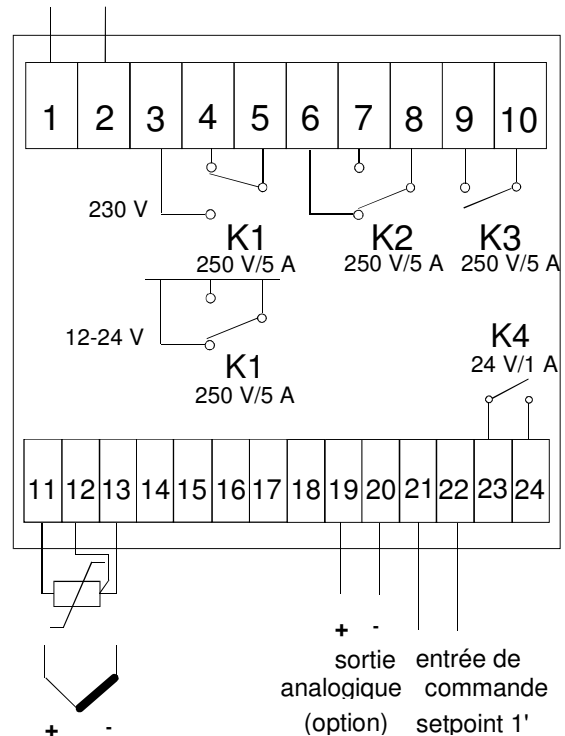 1 2 3 4 5 6 7 8 9 10
230 V
K1 K2 K3
250 V/5 A 250 V/5 A 250 V/5 A
12-24 V
K1
250 V/5 A
K4
24 V/1 A
11 12 13 14 15 16 17 18 19 20 21 22 23 24
+ -
sortie entrée de
analogique commande
(option) setpoint 1'
+ -